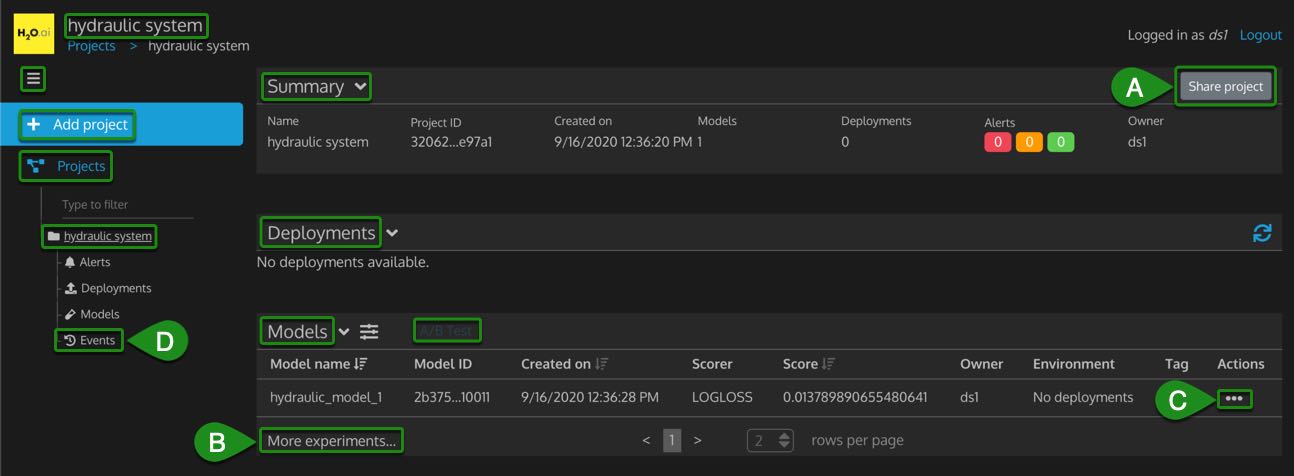 H2O.ai
hydraulic system
Projects > hydraulic system
Logged in as ds1 Logout
Summary
A
Share project
+ Add project
Name Project ID Created on Models Deployments Alerts Owner
hydraulic system 32062...e97a1 9/16/2020 12:36:20 PM 1 0 0 0 0 ds1
Projects
Type to filter
hydraulic system
Alerts
Deployments
Models
Events
D
Deployments
No deployments available.
Models A/B Test
Model name Model ID Created on Scorer Score Owner Environment Tag Actions
hydraulic_model_1 2b375...10011 9/16/2020 12:36:28 PM LOGLOSS 0.013789890655480641 ds1 No deployments C •••
B More experiments... < 1 > 2 rows per page